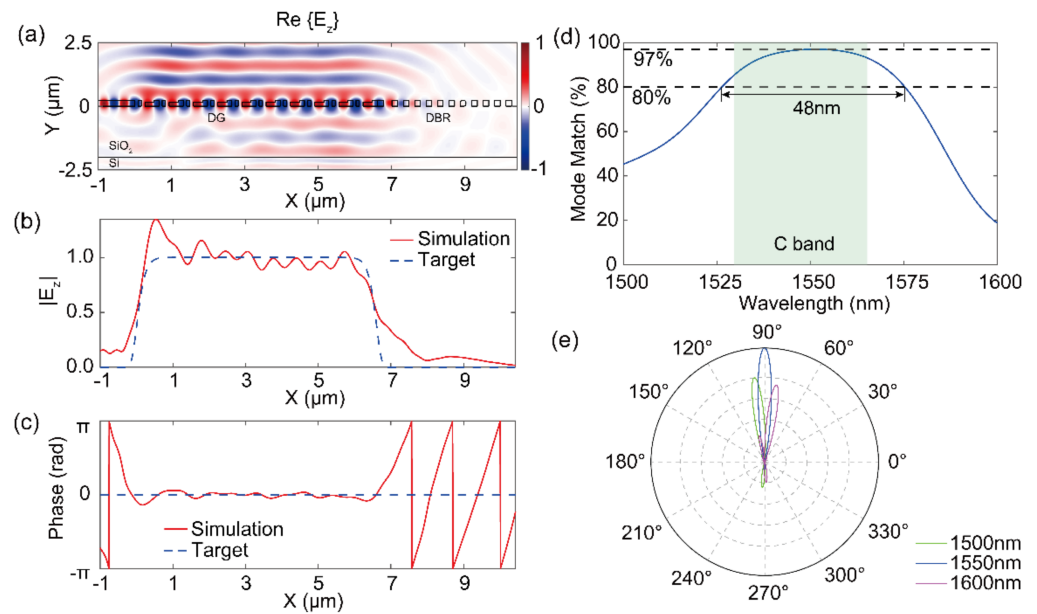 (a)
Re {E_z}
2.5
0
-2.5
Y (μm)
DG
DBR
SiO₂
Si
1
0
-1
-1 1 3 5 7 9
X (μm)
(b)
1.0
0.5
0.0
|E_z|
Simulation
Target
-1 1 3 5 7 9
X (μm)
(c)
π
0
-π
Phase (rad)
Simulation
Target
-1 1 3 5 7 9
X (μm)
(d)
100
80
60
40
20
0
Mode Match (%)
97%
80%
48nm
C band
1500 1525 1550 1575 1600
Wavelength (nm)
(e)
90°
120° 60°
150° 30°
180° 0°
210° 330°
240° 300°
270°
1500nm
1550nm
1600nm